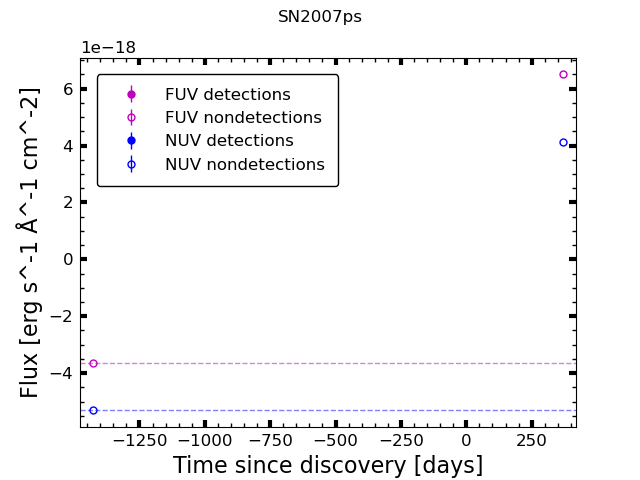 SN2007ps
1e−18
FUV detections
FUV nondetections
NUV detections
NUV nondetections
6
4
2
0
−2
−4
Flux [erg s^-1 Å^-1 cm^-2]
−1250 −1000 −750 −500 −250 0 250
Time since discovery [days]